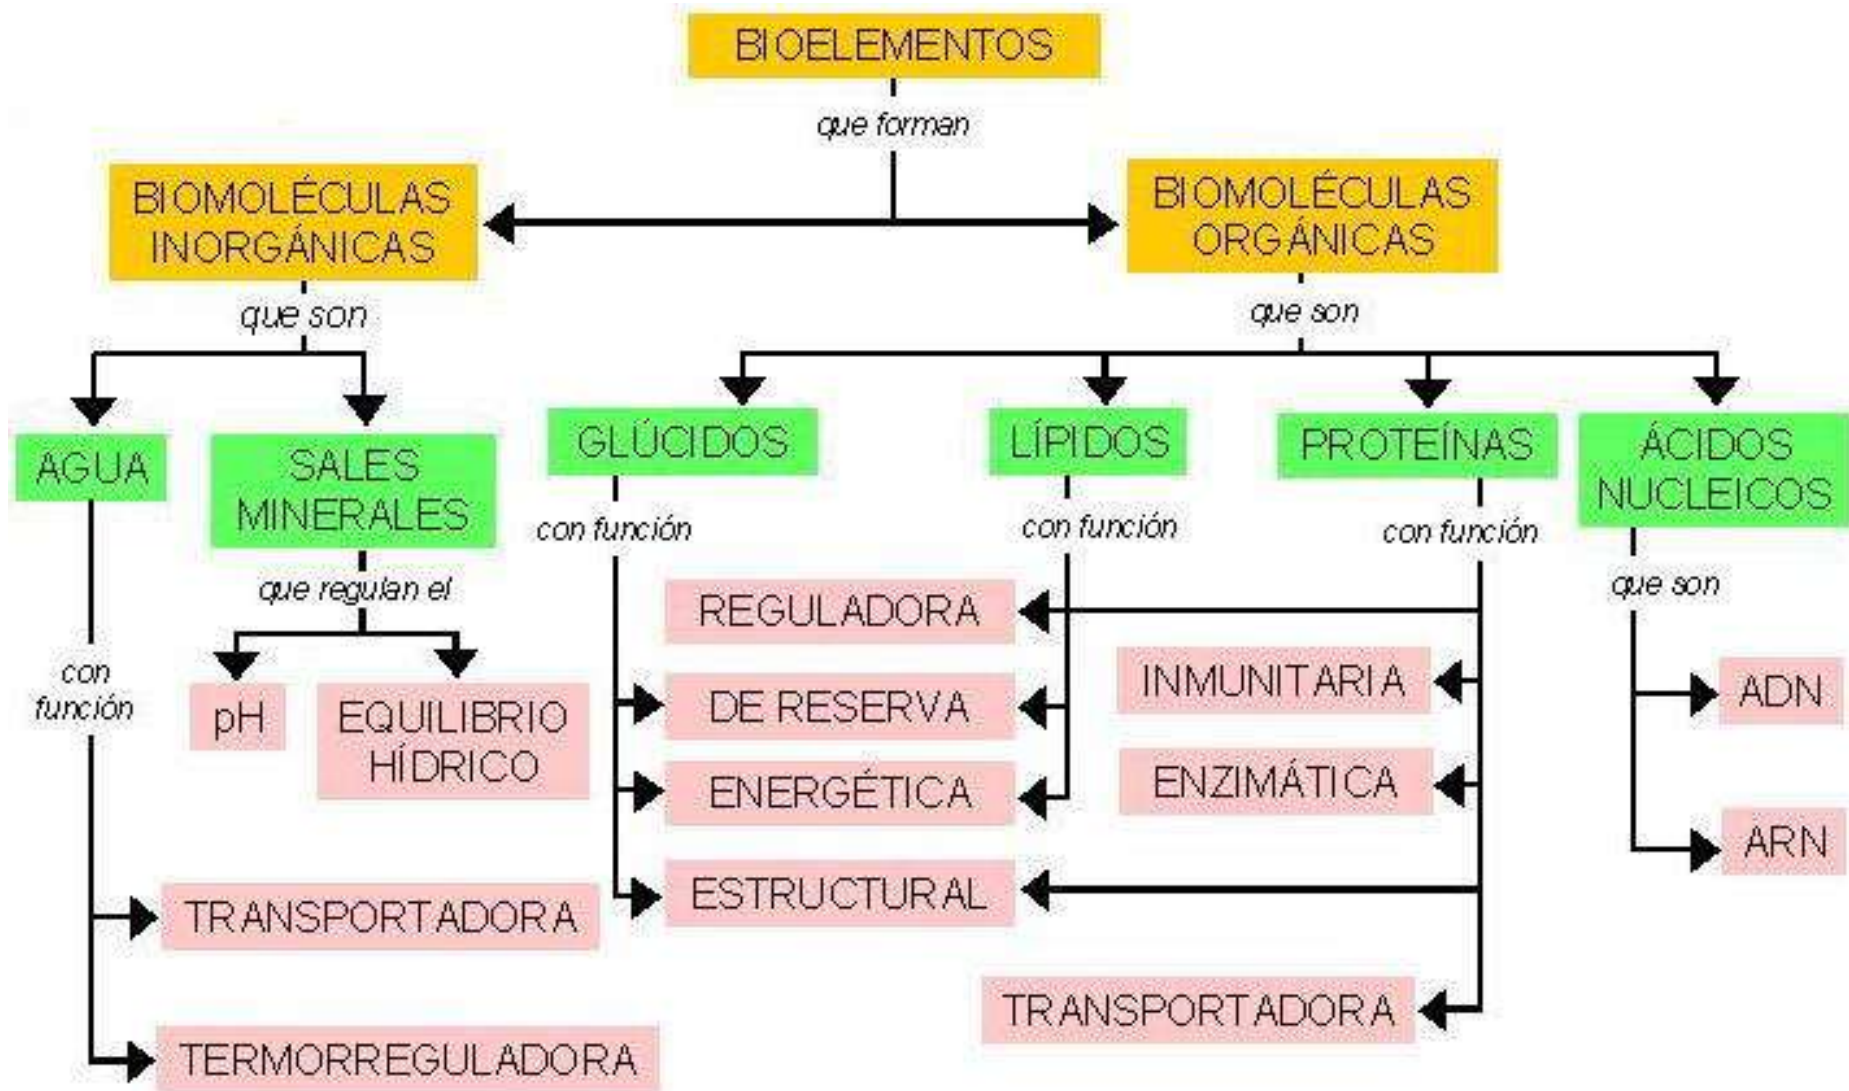 BIOELEMENTOS
que forman
BIOMOLÉCULAS
INORGÁNICAS
BIOMOLÉCULAS
ORGÁNICAS
que son
que son
AGUA
SALES
MINERALES
GLÚCIDOS
LÍPIDOS
PROTEÍNAS
ÁCIDOS
NUCLEICOS
con función
con función
con función
que regulan el
que son
con
función
pH
EQUILIBRIO
HÍDRICO
REGULADORA
DE RESERVA
ENERGÉTICA
ESTRUCTURAL
INMUNITARIA
ENZIMÁTICA
ADN
ARN
TRANSPORTADORA
TERMORREGULADORA
TRANSPORTADORA